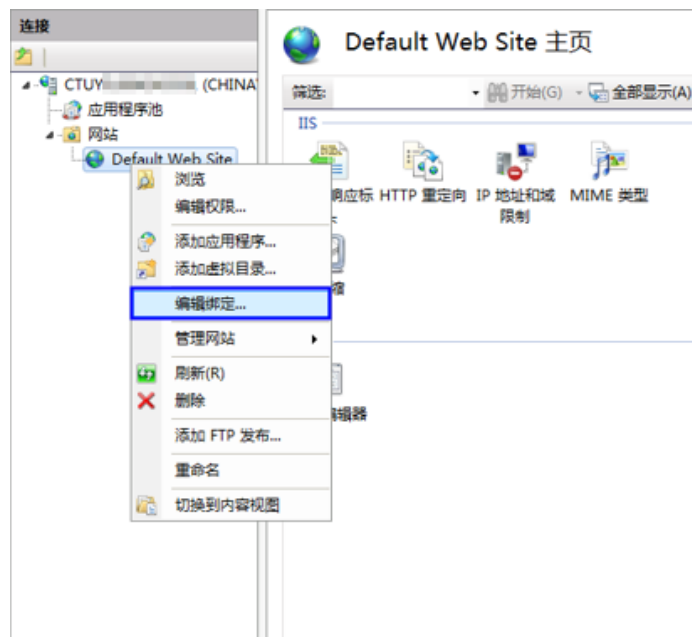 连接
Default Web Site 主页
CTUY
(CHINA
筛选:
开始(G)
全部显示(A)
应用程序池
IIS
网站
Default Web Site
浏览
编辑权限...
响应标
HTTP 重定向
IP 地址和域
限制
MIME 类型
添加应用程序...
添加虚拟目录...
编辑绑定...
管理网站
刷新(R)
删除
辑器
添加 FTP 发布...
重命名
切换到内容视图